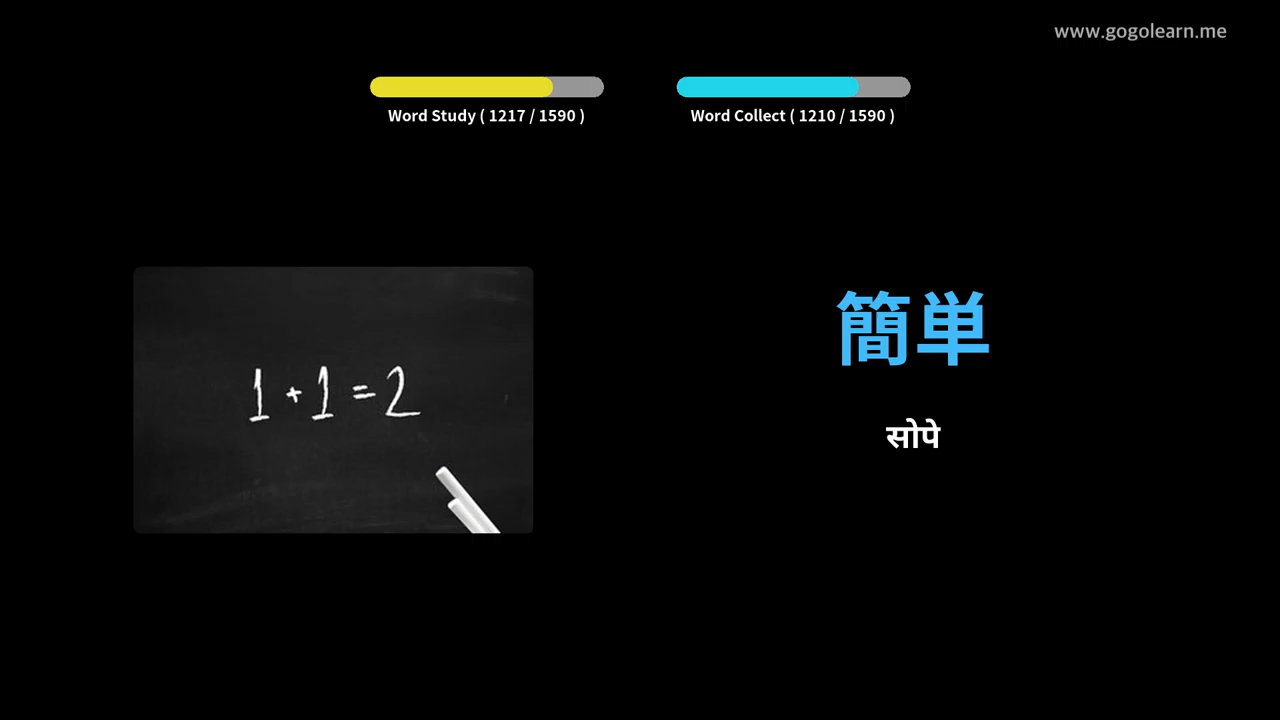 www.gogolearn.me
Word Study ( 1217 / 1590 )
Word Collect ( 1210 / 1590 )
1 + 1 = 2
簡単
सोपे